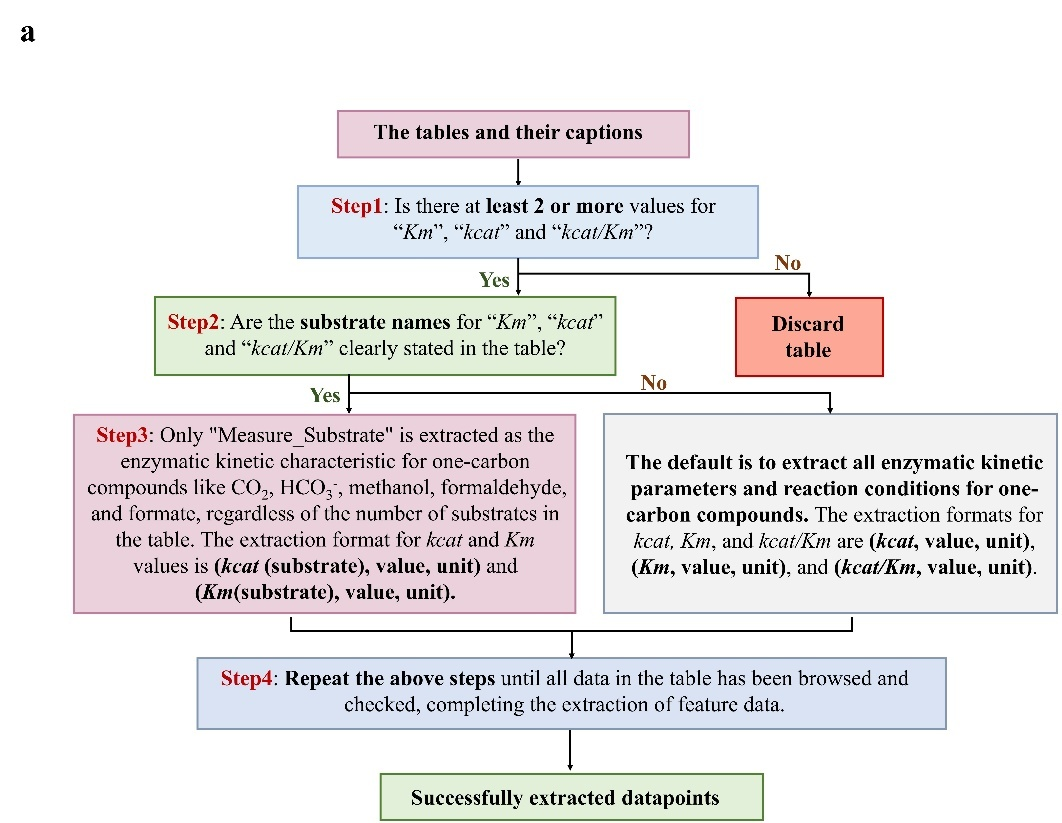 a
The tables and their captions
Step1: Is there at least 2 or more values for
“Km”, “kcat” and “kcat/Km”?
No
Yes
Step2: Are the substrate names for “Km”, “kcat”
and “kcat/Km” clearly stated in the table?
Discard
table
No
Yes
Step3: Only "Measure_Substrate" is extracted as the
enzymatic kinetic characteristic for one-carbon
compounds like CO₂, HCO₃⁻, methanol, formaldehyde,
and formate, regardless of the number of substrates in
the table. The extraction format for kcat and Km
values is (kcat (substrate), value, unit) and
(Km(substrate), value, unit).
The default is to extract all enzymatic kinetic
parameters and reaction conditions for one-
carbon compounds. The extraction formats for
kcat, Km, and kcat/Km are (kcat, value, unit),
(Km, value, unit), and (kcat/Km, value, unit).
Step4: Repeat the above steps until all data in the table has been browsed and
checked, completing the extraction of feature data.
Successfully extracted datapoints